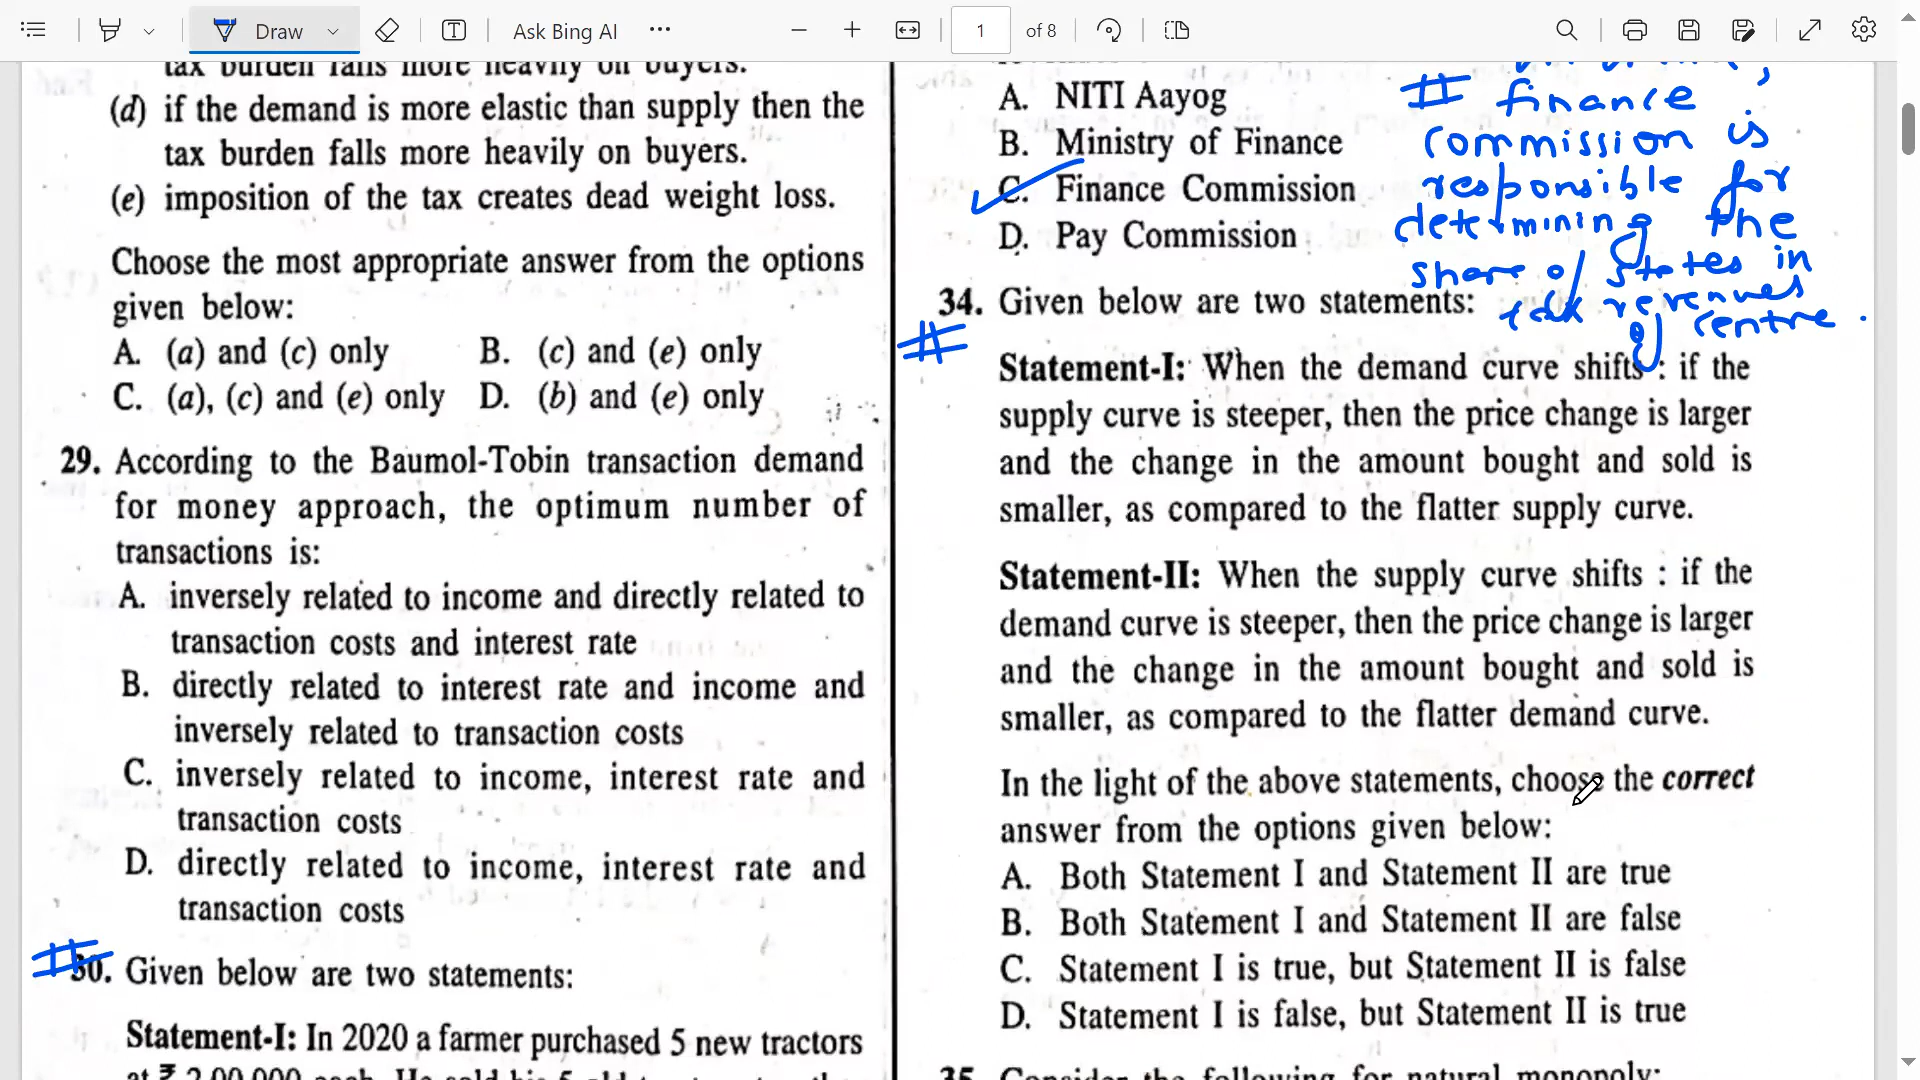 Draw
Ask Bing AI
1
of 8
tax burden falls more heavily on buyers.
(d) if the demand is more elastic than supply then the
tax burden falls more heavily on buyers.
(e) imposition of the tax creates dead weight loss.
Choose the most appropriate answer from the options
given below:
A. (a) and (c) only B. (c) and (e) only
C. (a), (c) and (e) only D. (b) and (e) only
29. According to the Baumol-Tobin transaction demand
for money approach, the optimum number of
transactions is:
A. inversely related to income and directly related to
transaction costs and interest rate
B. directly related to interest rate and income and
inversely related to transaction costs
C. inversely related to income, interest rate and
transaction costs
D. directly related to income, interest rate and
transaction costs
# 30. Given below are two statements:
Statement-I: In 2020 a farmer purchased 5 new tractors
at ₹ 2,00,000 each. He sold his 5 old
A. NITI Aayog
B. Ministry of Finance
C. Finance Commission
D. Pay Commission
# finance
commission is
responsible for
determining the
share of states in
tax revenues
of centre.
34. Given below are two statements:
#
Statement-I: When the demand curve shifts : if the
supply curve is steeper, then the price change is larger
and the change in the amount bought and sold is
smaller, as compared to the flatter supply curve.
Statement-II: When the supply curve shifts : if the
demand curve is steeper, then the price change is larger
and the change in the amount bought and sold is
smaller, as compared to the flatter demand curve.
In the light of the above statements, choose the correct
answer from the options given below:
A. Both Statement I and Statement II are true
B. Both Statement I and Statement II are false
C. Statement I is true, but Statement II is false
D. Statement I is false, but Statement II is true
35. Consider the following for natural monopoly: